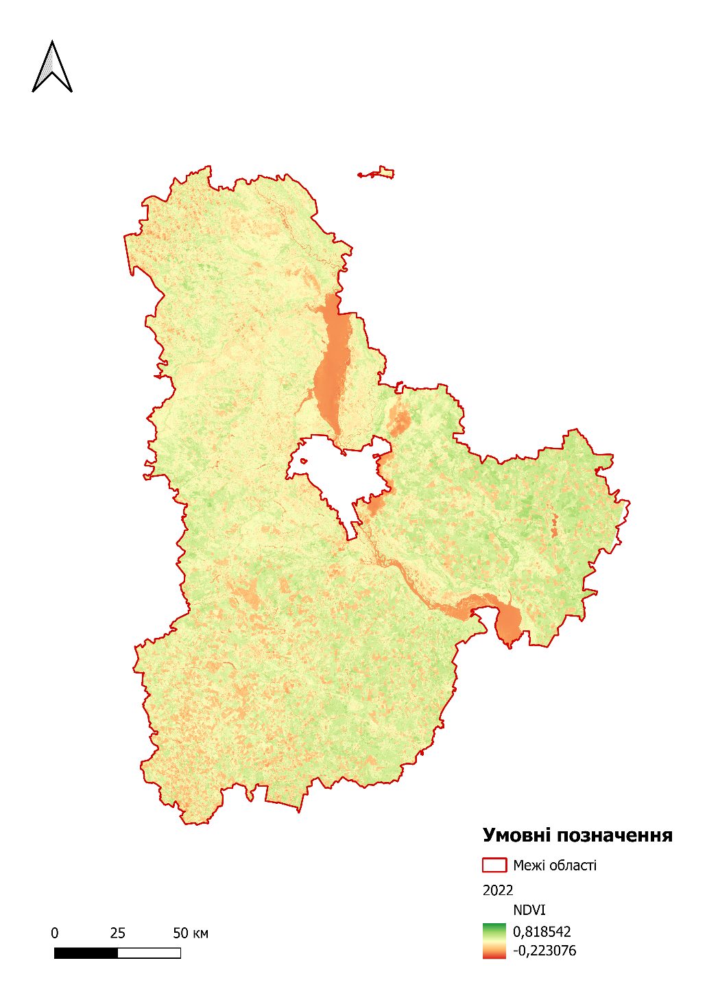 Умовні позначення
Межі області
2022
NDVI
0,818542
-0,223076
0 25 50 км